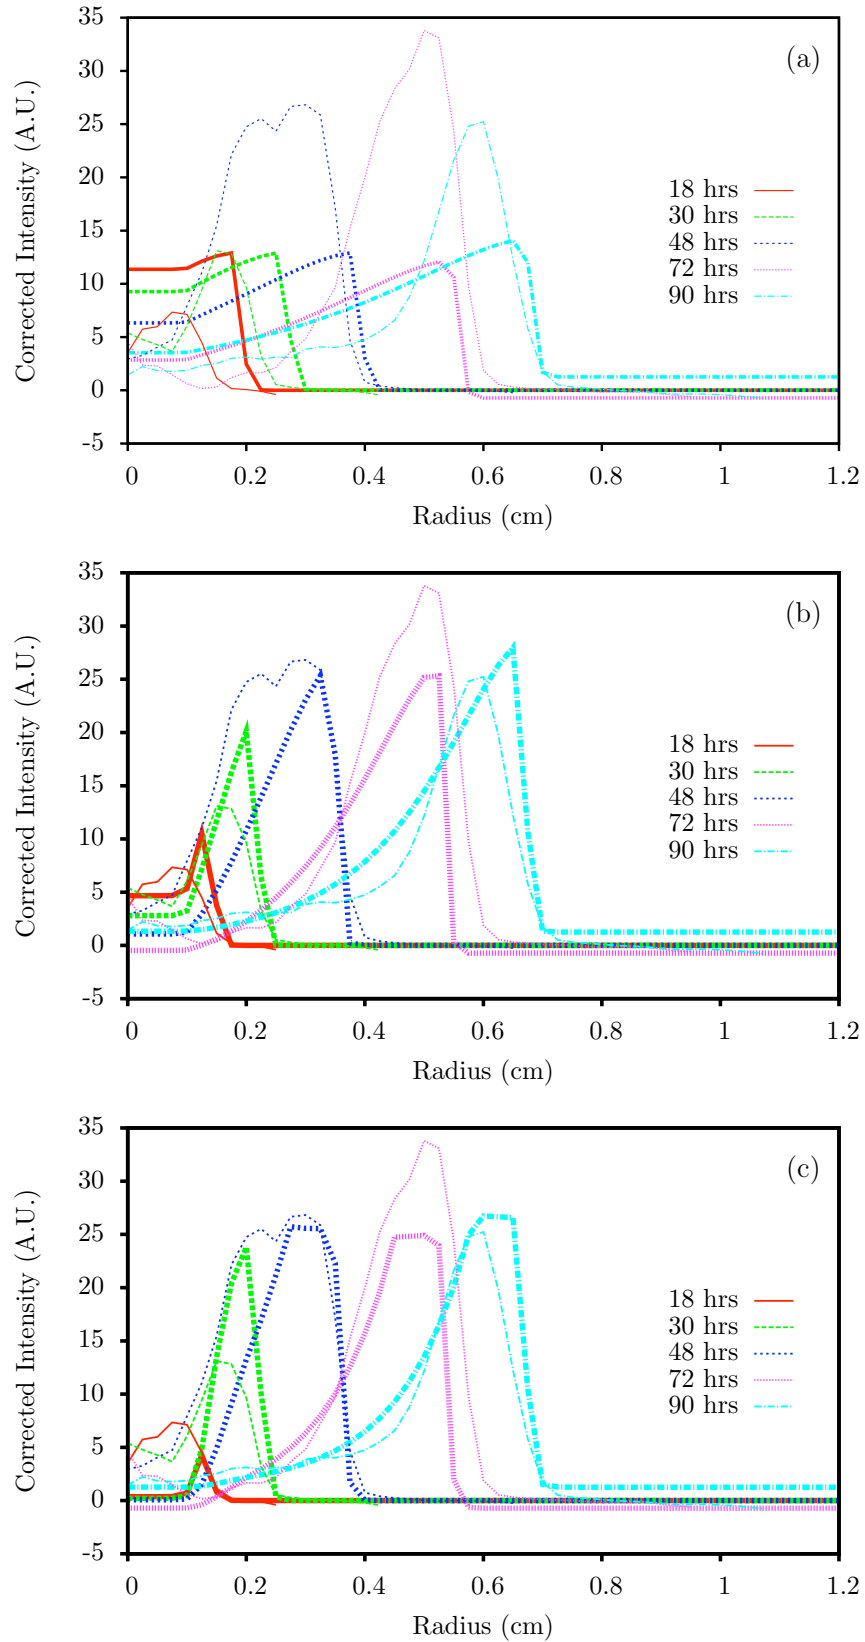 35
(a)
30
25
20
15
10
5
0
-5
Corrected Intensity (A.U.)
18 hrs
30 hrs
48 hrs
72 hrs
90 hrs
0 0.2 0.4 0.6 0.8 1 1.2
Radius (cm)
35
(b)
30
25
20
15
10
5
0
-5
Corrected Intensity (A.U.)
18 hrs
30 hrs
48 hrs
72 hrs
90 hrs
0 0.2 0.4 0.6 0.8 1 1.2
Radius (cm)
35
(c)
30
25
20
15
10
5
0
-5
Corrected Intensity (A.U.)
18 hrs
30 hrs
48 hrs
72 hrs
90 hrs
0 0.2 0.4 0.6 0.8 1 1.2
Radius (cm)